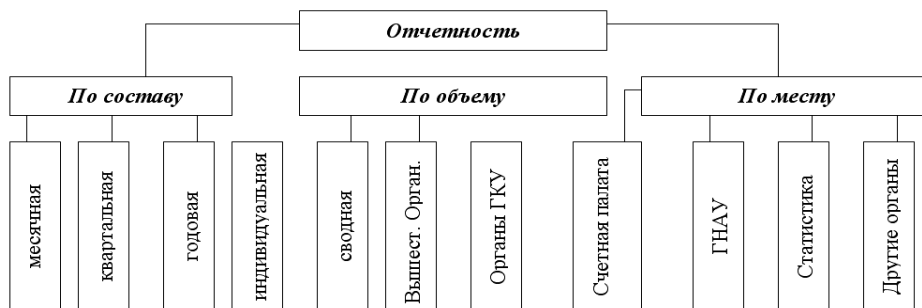 Отчетность
По составу
По объему
По месту
месячная
квартальная
годовая
индивидуальная
сводная
Вышест. Орган.
Органы ГКУ
Счетная палата
ГНАУ
Статистика
Другие органы